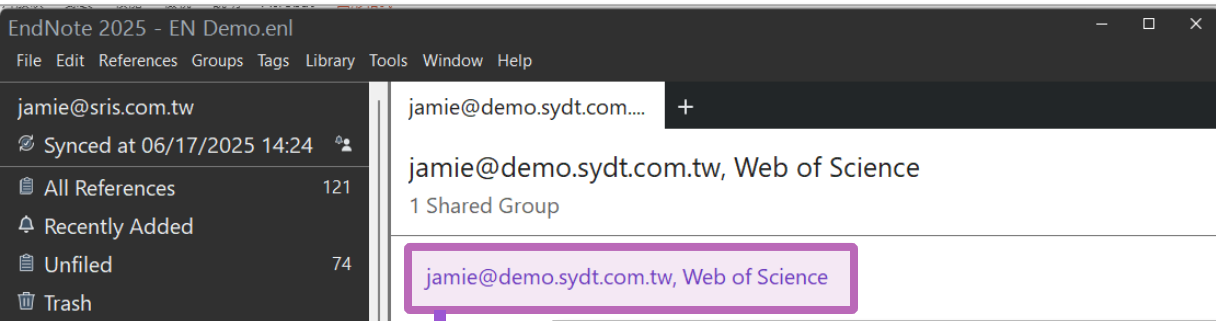 EndNote 2025 - EN Demo.enl
File Edit References Groups Tags Library Tools Window Help
jamie@sris.com.tw
Synced at 06/17/2025 14:24
All References 121
Recently Added
Unfiled 74
Trash
jamie@demo.sydt.com.... +
jamie@demo.sydt.com.tw, Web of Science
1 Shared Group
jamie@demo.sydt.com.tw, Web of Science